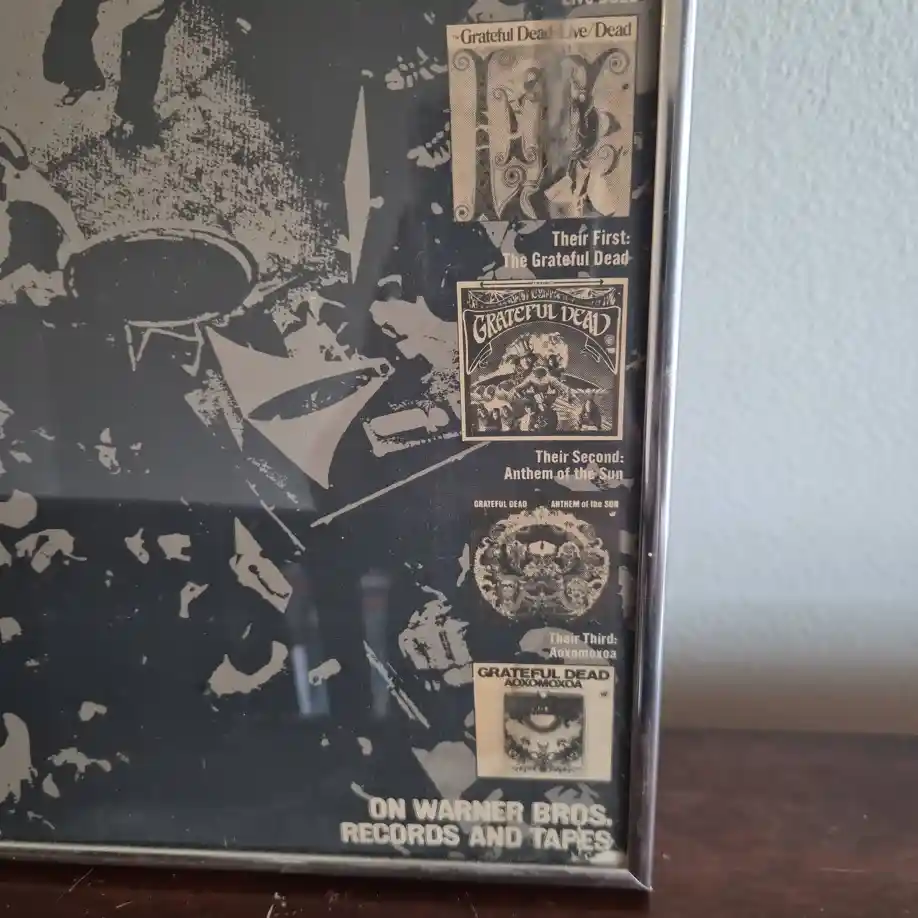 Grateful Dead Live/Dead
Their First:
The Grateful Dead
GRATEFUL DEAD
Their Second:
Anthem of the Sun
GRATEFUL DEAD ANTHEM of the SUN
Their Third:
Aoxomoxoa
GRATEFUL DEAD
AOXOMOXOA
W
ON WARNER BROS.
RECORDS AND TAPES